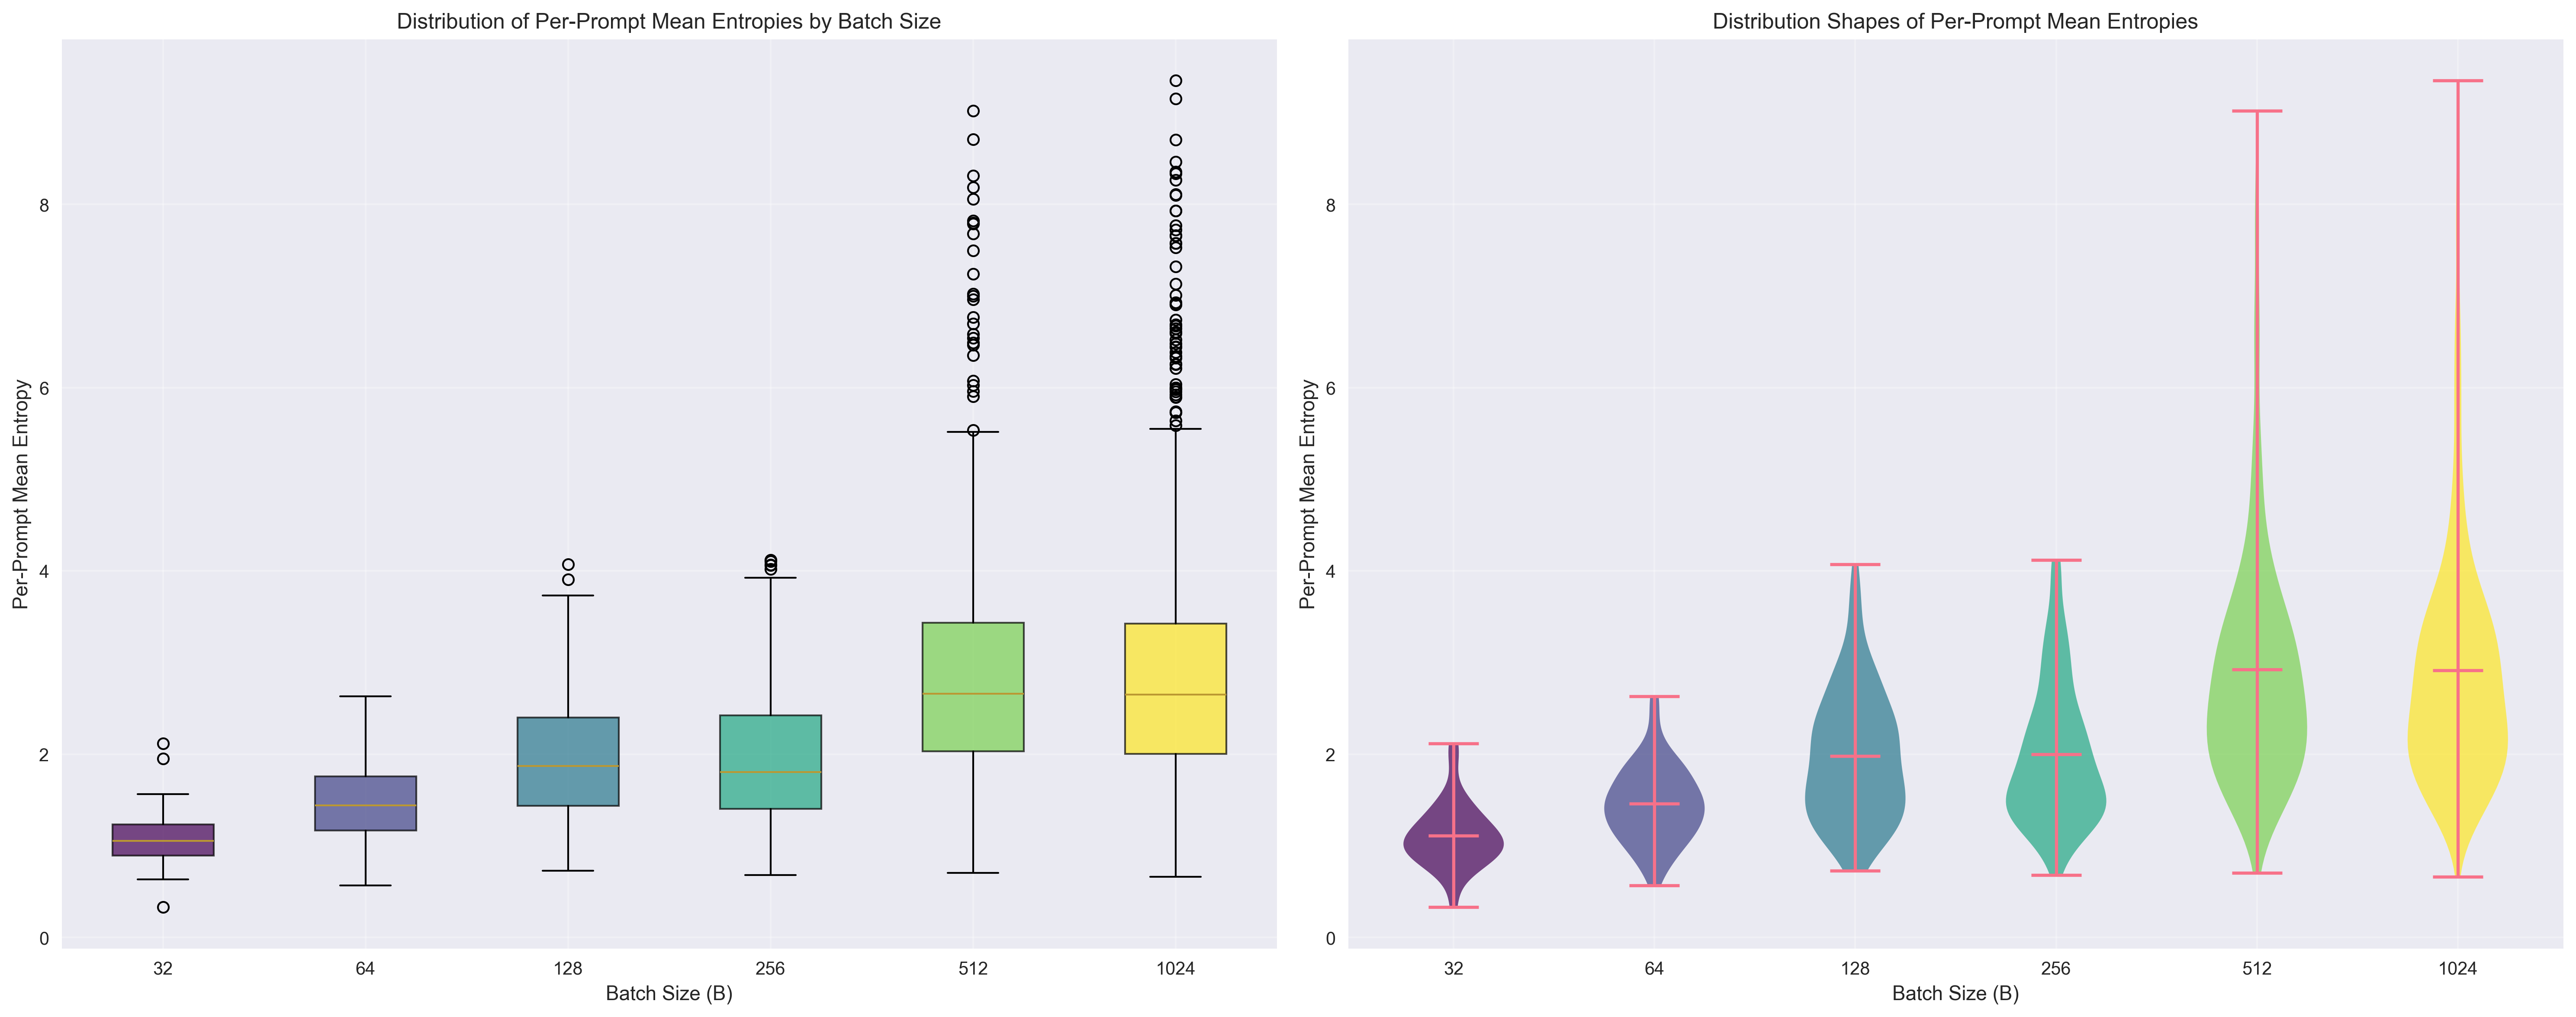 Distribution of Per-Prompt Mean Entropies by Batch Size
Per-Prompt Mean Entropy
8
6
4
2
0
32 64 128 256 512 1024
Batch Size (B)
Distribution Shapes of Per-Prompt Mean Entropies
Per-Prompt Mean Entropy
8
6
4
2
0
32 64 128 256 512 1024
Batch Size (B)